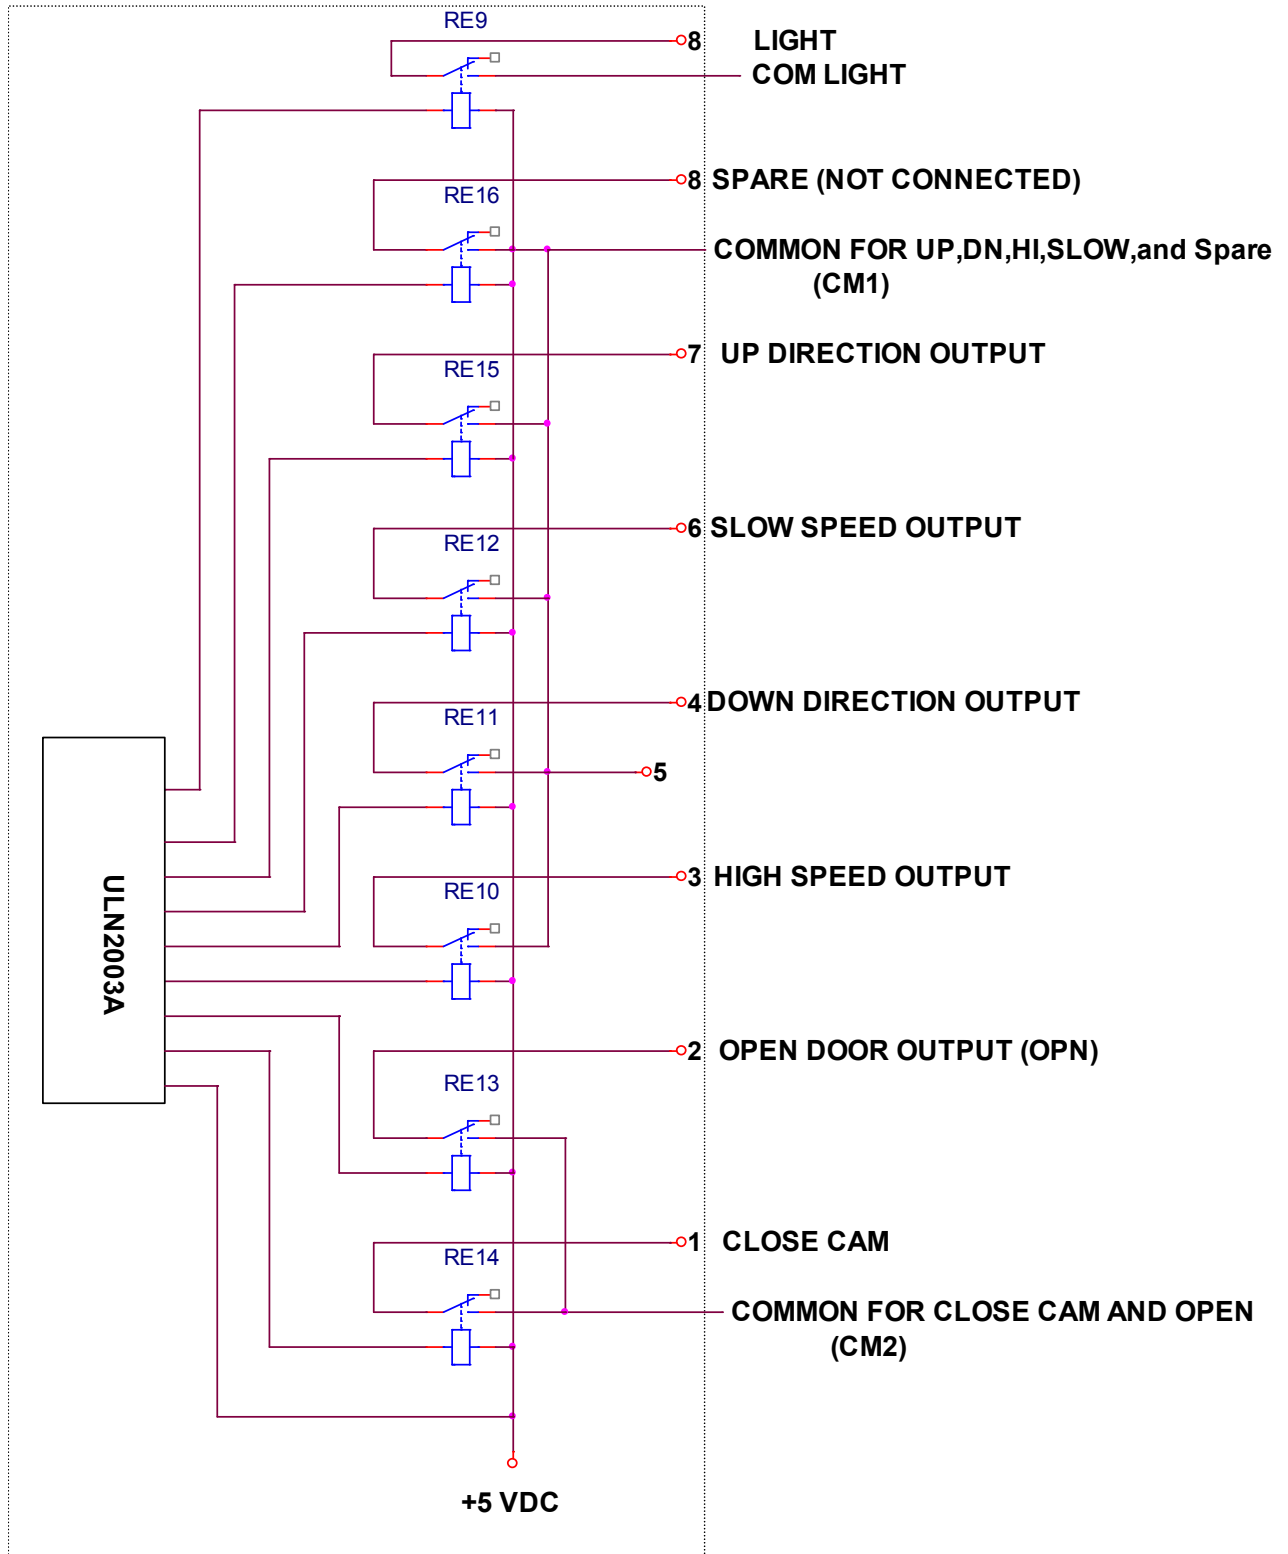 RE9
8 LIGHT
COM LIGHT
8 SPARE (NOT CONNECTED)
RE16
COMMON FOR UP,DN,HI,SLOW,and Spare
(CM1)
7 UP DIRECTION OUTPUT
RE15
6 SLOW SPEED OUTPUT
RE12
4 DOWN DIRECTION OUTPUT
RE11
5
ULN2003A
3 HIGH SPEED OUTPUT
RE10
2 OPEN DOOR OUTPUT (OPN)
RE13
1 CLOSE CAM
RE14
COMMON FOR CLOSE CAM AND OPEN
(CM2)
+5 VDC